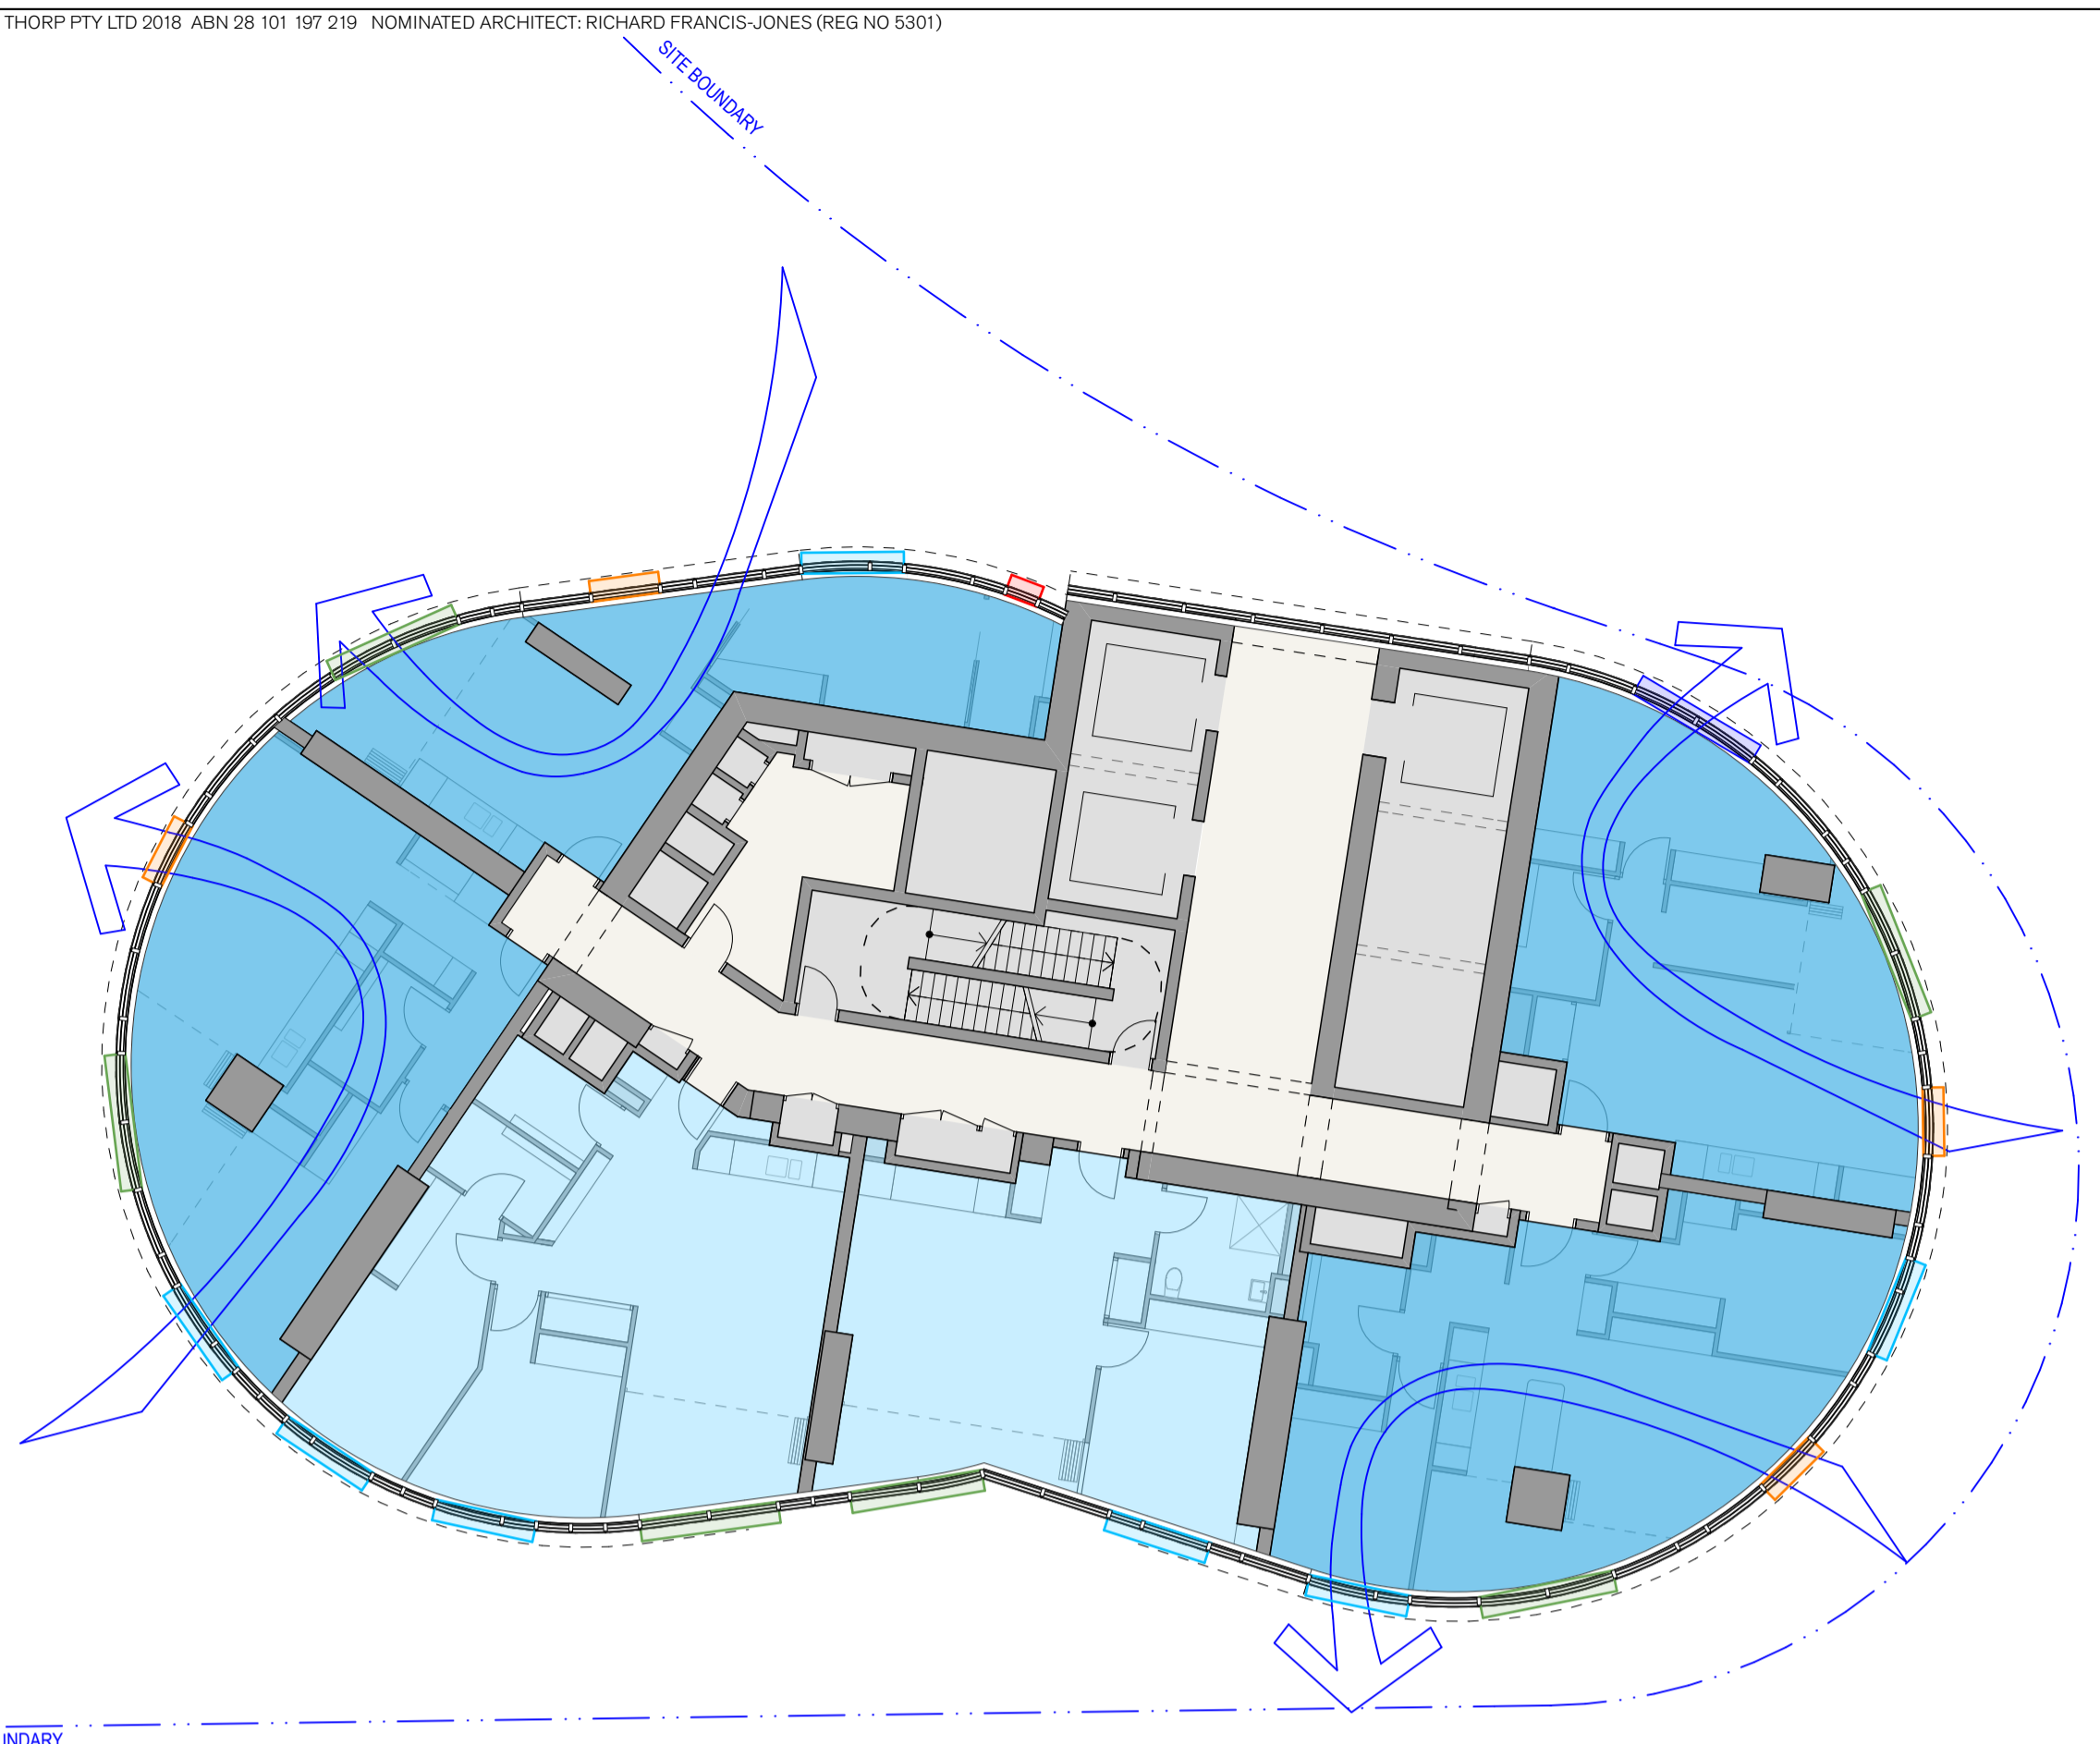 THORP PTY LTD 2018 ABN 28 101 197 219 NOMINATED ARCHITECT: RICHARD FRANCIS-JONES (REG NO 5301)
SITE BOUNDARY
UNDARY